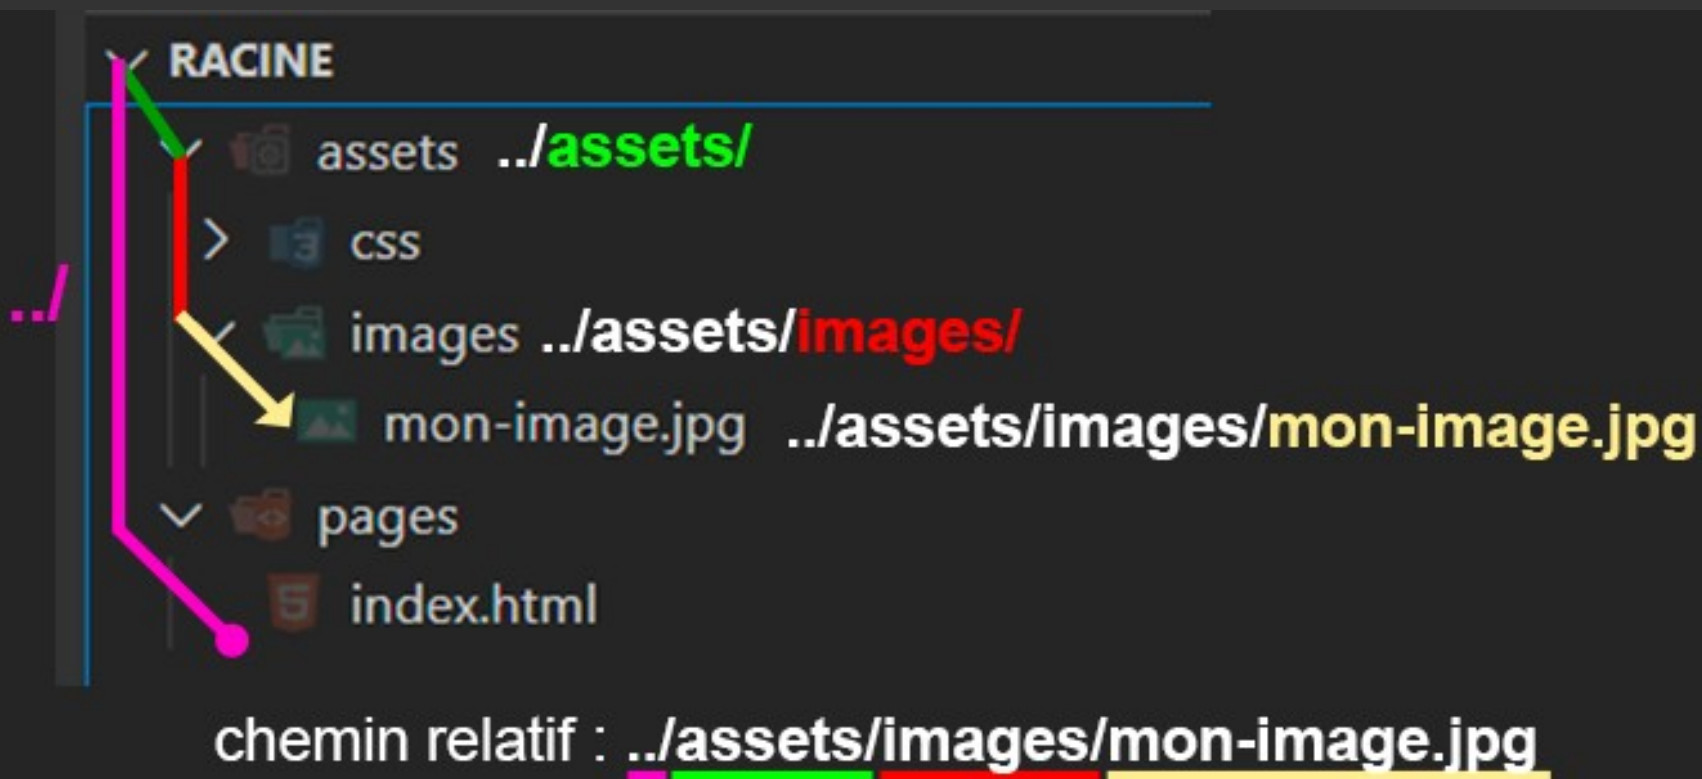 RACINE
assets ../assets/
css
../
images ../assets/images/
mon-image.jpg ../assets/images/mon-image.jpg
pages
index.html
chemin relatif : ../assets/images/mon-image.jpg